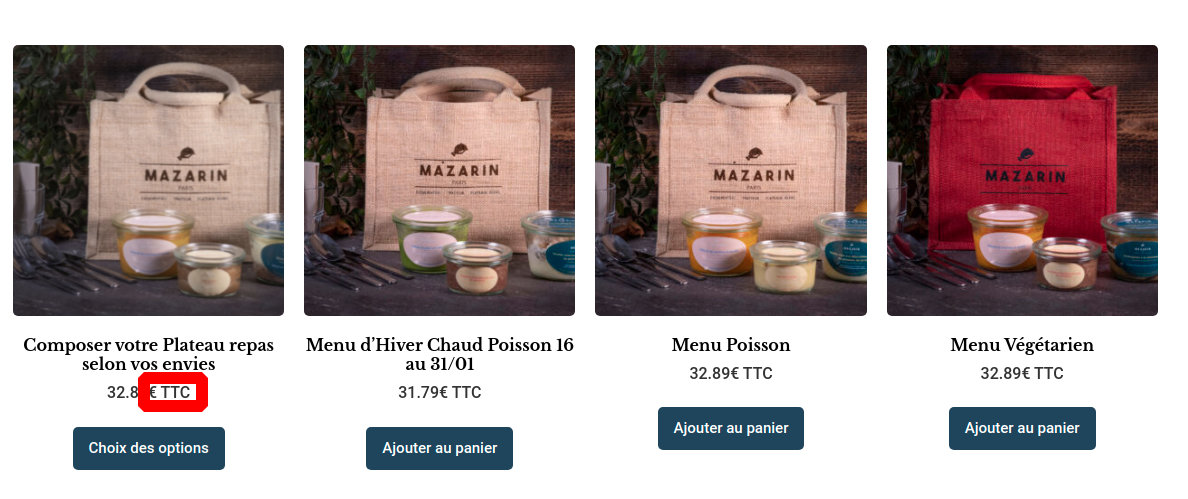 MAZARIN
PARIS
MAZARIN
PARIS
MAZARIN
PARIS
MAZARIN
Composer votre Plateau repas
selon vos envies
32.8 € TTC
Choix des options
Menu d’Hiver Chaud Poisson 16
au 31/01
31.79€ TTC
Ajouter au panier
Menu Poisson
32.89€ TTC
Ajouter au panier
Menu Végétarien
32.89€ TTC
Ajouter au panier